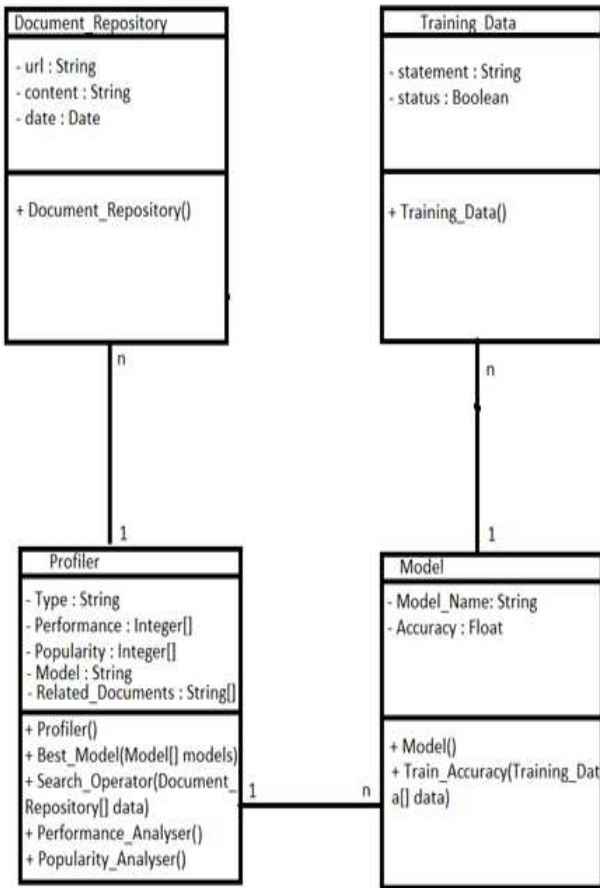 Document_Repository
- url : String
- content : String
- date : Date
+ Document_Repository()
n
1
Training Data
- statement : String
- status : Boolean
+ Training_Data()
n
1
Profiler
- Type : String
- Performance : Integer[]
- Popularity : Integer[]
- Model : String
- Related_Documents : String[]
+ Profiler()
+ Best_Model(Model[] models)
+ Search_Operator(Document_
Repository[] data)
+ Performance_Analyser()
+ Popularity_Analyser()
1
n
Model
- Model_Name: String
- Accuracy : Float
+ Model()
+ Train_Accuracy(Training_Dat
a[] data)